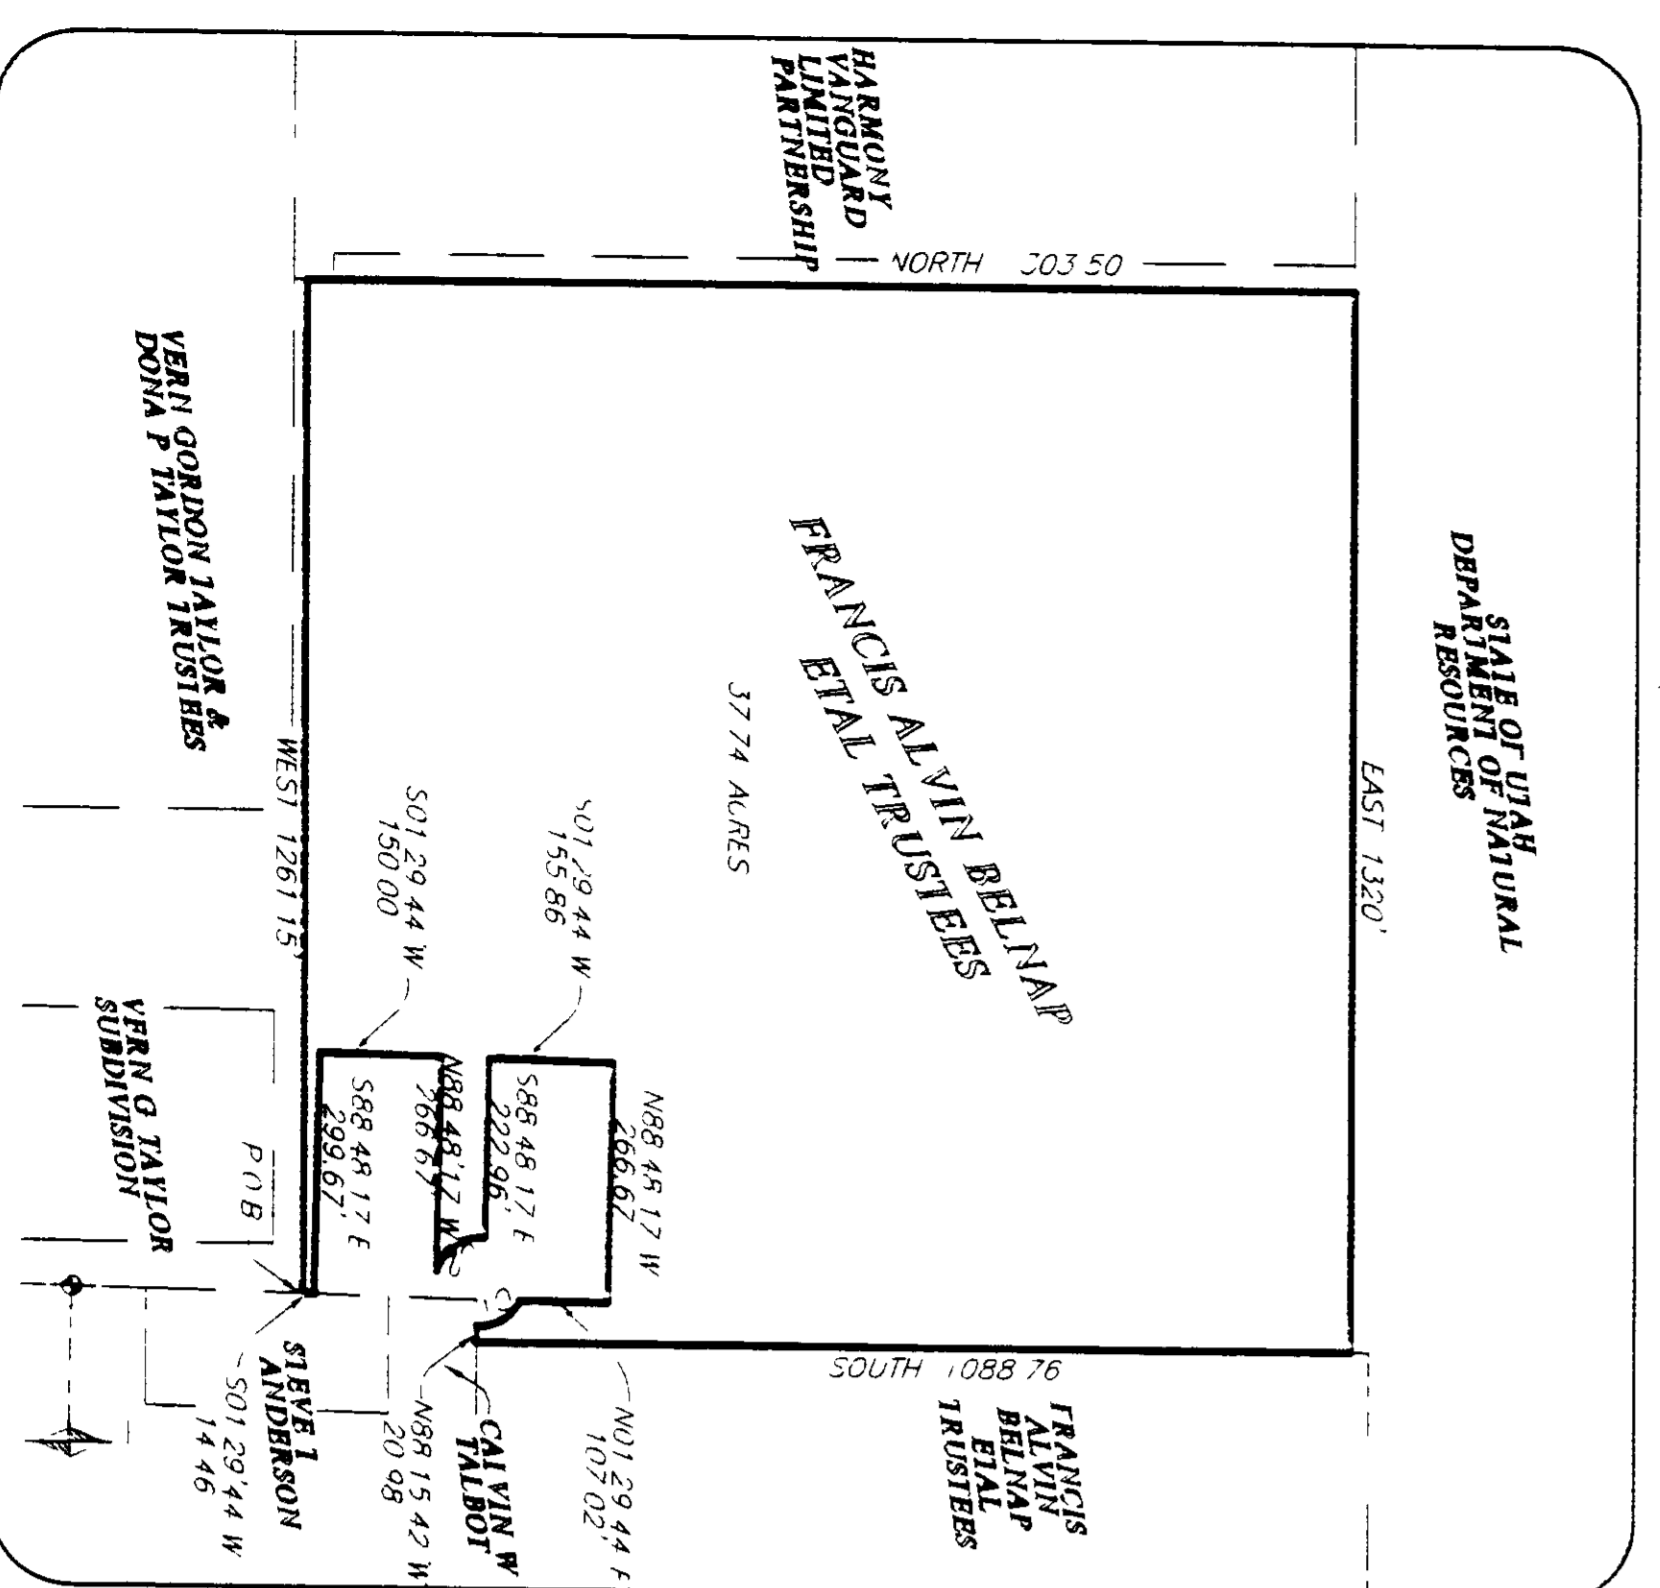 HARMONY
VANGUARD
LIMITED
PARTNERSHIP
NORTH 303 50
STATE OF UTAH
DEPARTMENT OF NATURAL
RESOURCES
EAST 1320'
VERN GORDON TAYLOR &
DONA P TAYLOR TRUSTEES
WEST 1261 15'
FRANCIS ALVIN BELNAP
ETAL TRUSTEES
37 74 ACRES
S01 29 44 W
155 86
S01 29 44 W
150 00
N88 48 17 W
266.67
S88 48 17 E
222.96'
N88 48'17 W
266 67'
S88 48 17 E
299.67'
VERN G TAYLOR
SUBDIVISION
P O B
SOUTH 1088 76
FRANCIS
ALVIN
BELNAP
ETAL
TRUSTEES
N01 29 44 E
107 02'
CALVIN W
TALBOT
N88 15 42 W
20 98
STEVE T
ANDERSON
S01 29'44 W
14 46